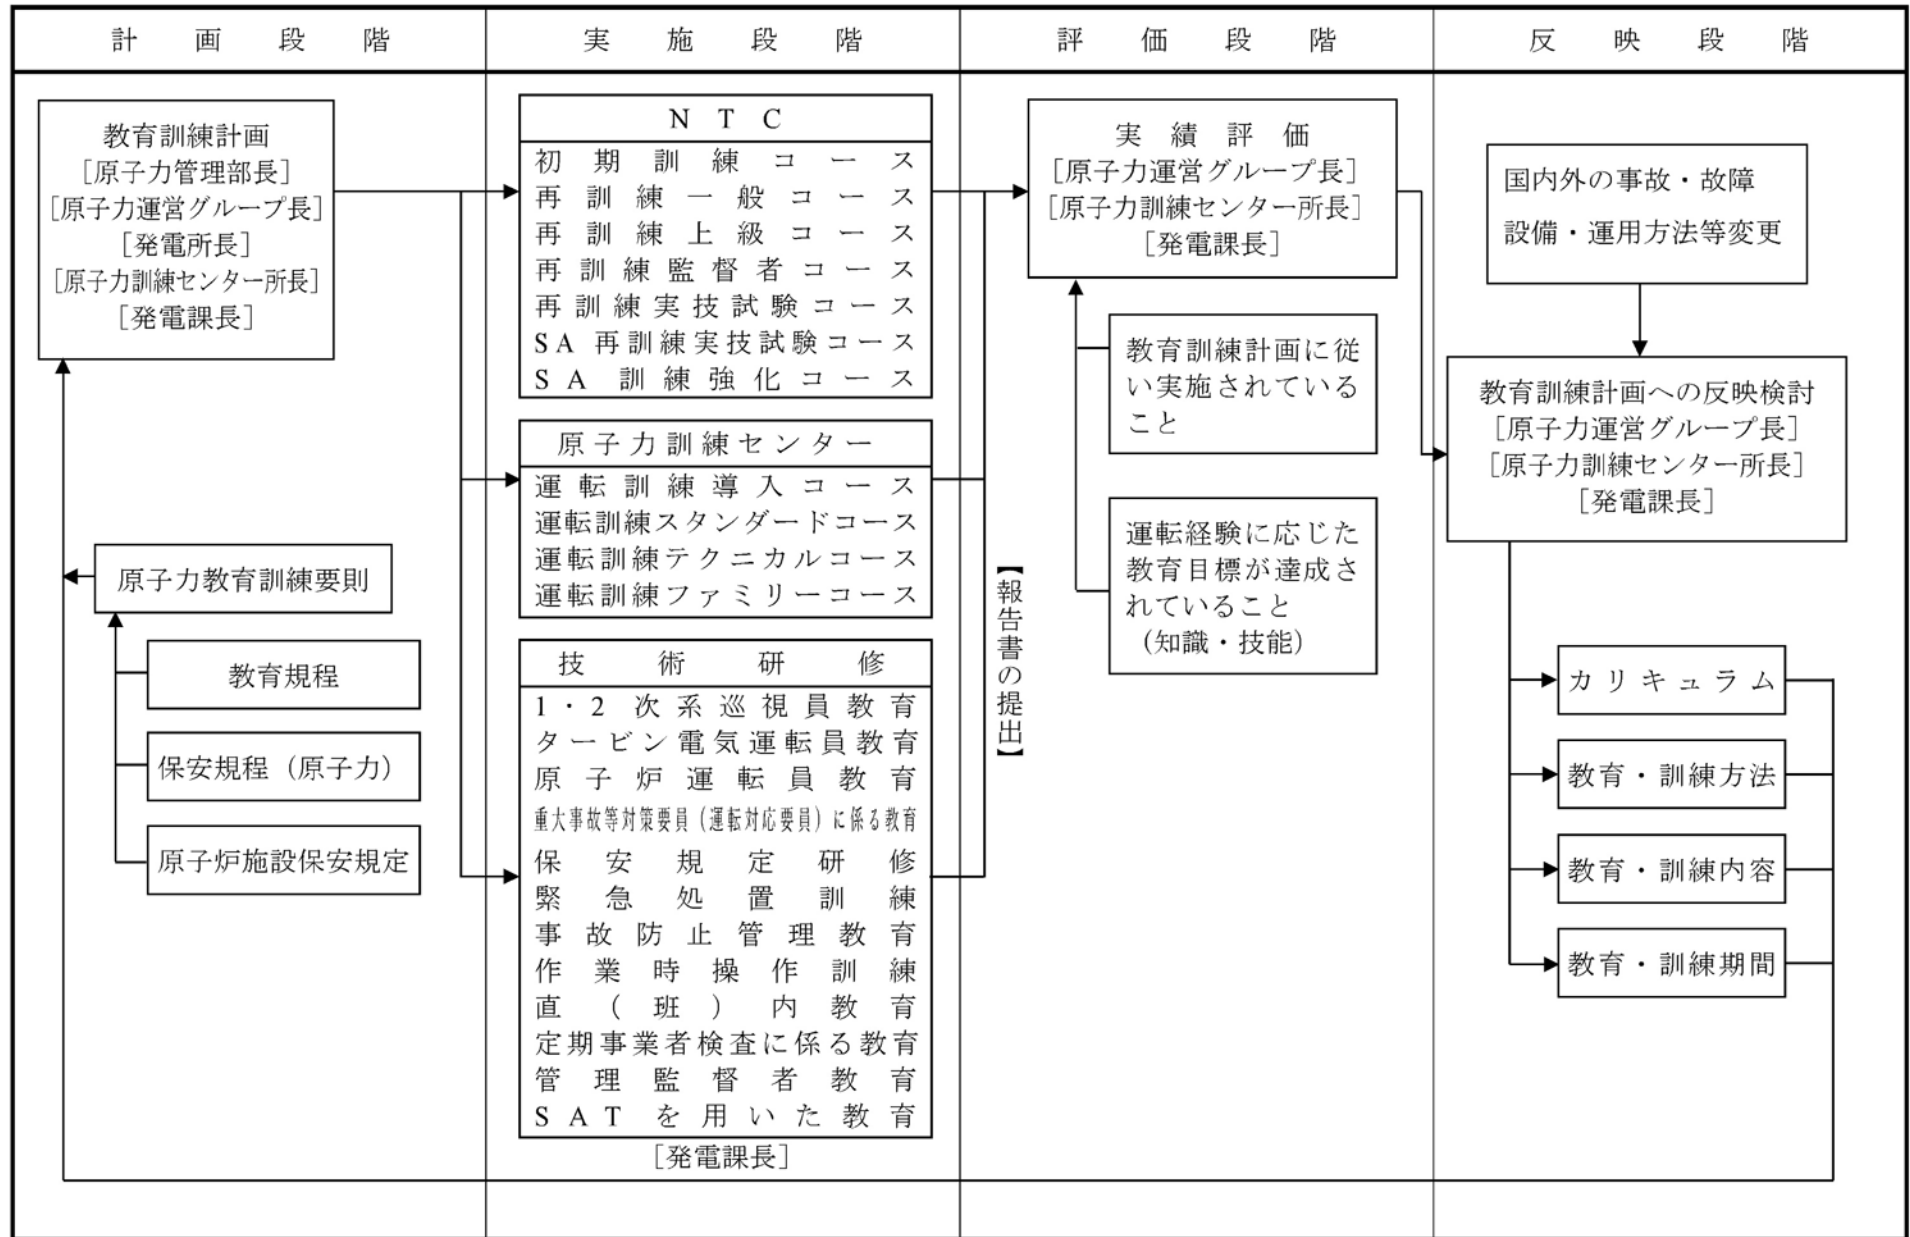 計画段階
実施段階
評価段階
反映段階
教育訓練計画
［原子力管理部長］
［原子力運営グループ長］
［発電所長］
［原子力訓練センター所長］
［発電課長］
原子力教育訓練要則
教育規程
保安規程（原子力）
原子炉施設保安規定
NTC
初期訓練コース
再訓練一般コース
再訓練上級コース
再訓練監督者コース
再訓練実技試験コース
SA再訓練実技試験コース
SA訓練強化コース
原子力訓練センター
運転訓練導入コース
運転訓練スタンダードコース
運転訓練テクニカルコース
運転訓練ファミリーコース
技術研修
1・2次系巡視員教育
タービン電気運転員教育
原子炉運転員教育
重大事故等対策要員（運転対応要員）に係る教育
保安規定研修
緊急処置訓練
事故防止管理教育
作業時操作訓練
直（班）内教育
定期事業者検査に係る教育
管理監督者教育
SATを用いた教育
［発電課長］
【報告書の提出】
実績評価
［原子力運営グループ長］
［原子力訓練センター所長］
［発電課長］
教育訓練計画に従
い実施されている
こと
運転経験に応じた
教育目標が達成さ
れていること
（知識・技能）
国内外の事故・故障
設備・運用方法等変更
教育訓練計画への反映検討
［原子力運営グループ長］
［原子力訓練センター所長］
［発電課長］
カリキュラム
教育・訓練方法
教育・訓練内容
教育・訓練期間